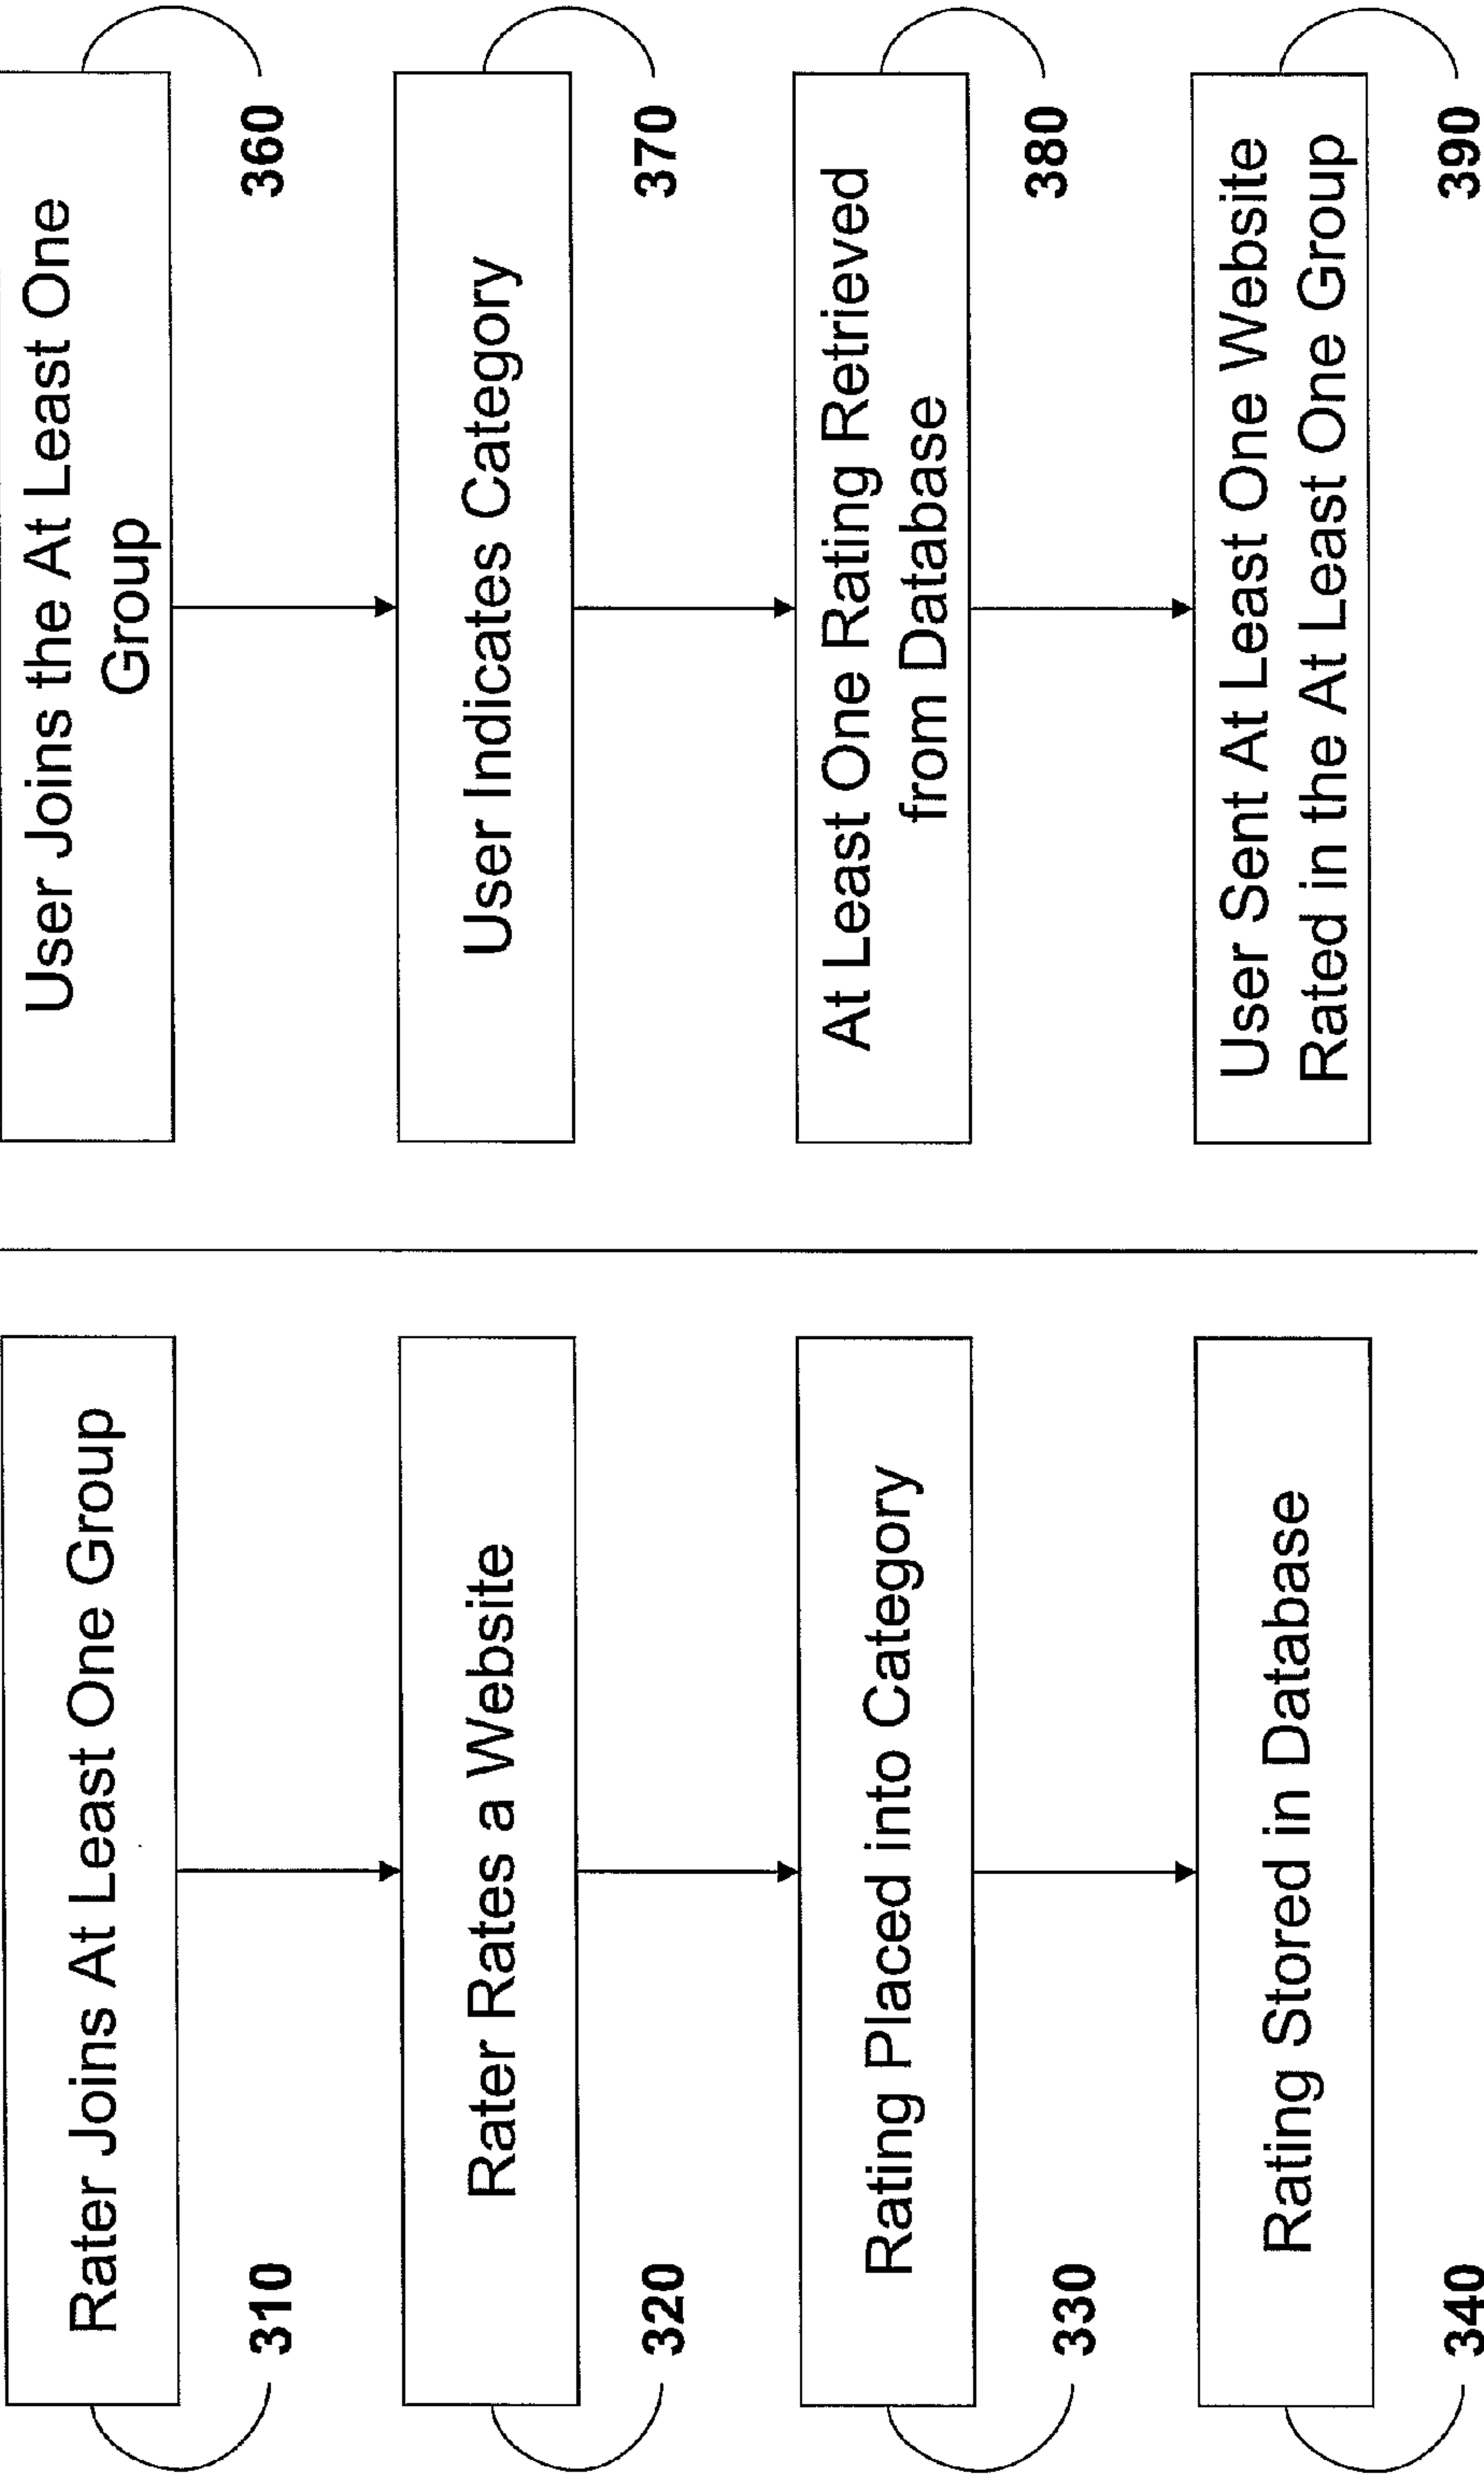 Rater Joins At Least One Group
310
Rater Rates a Website
320
Rating Placed into Category
330
Rating Stored in Database
340
User Joins the At Least One
Group
360
User Indicates Category
370
At Least One Rating Retrieved
from Database
380
User Sent At Least One Website
Rated in the At Least One Group
390